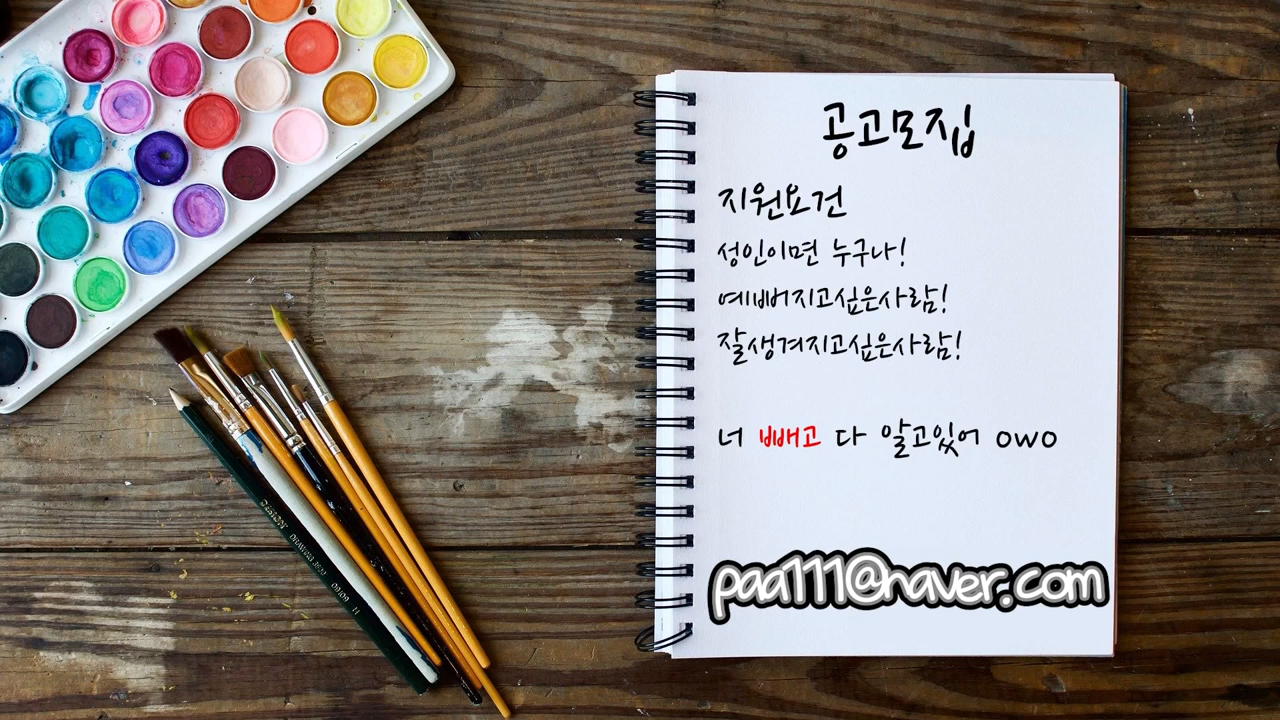 공고모집
지원요건
성인이면 누구나!
예뻐지고싶은사람!
잘생겨지고싶은사람!
너 빼고 다 알고있어 owo
paa111@naver.com